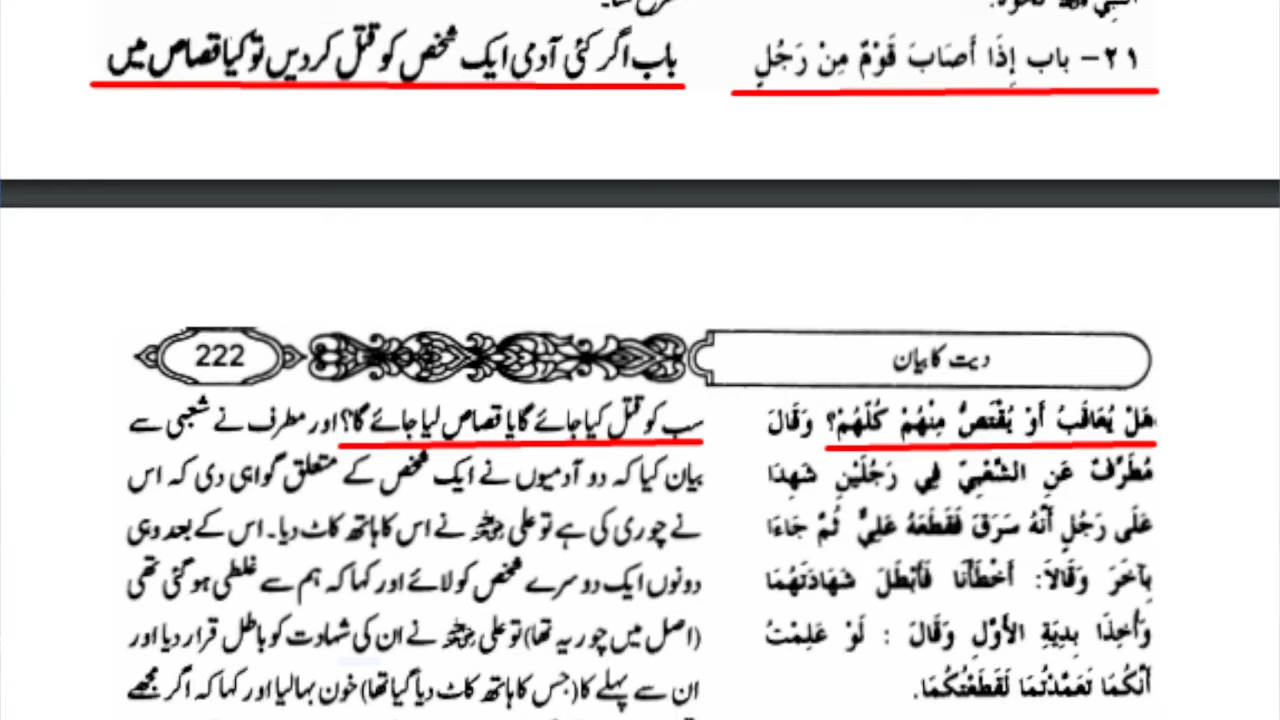 ۲۱- باب إِذَا أَصَابَ قَوْمٌ مِنْ رَجُلٍ
باب اگر کئی آدمی ایک شخص کو قتل کردیں تو کیا قصاص میں
دیت کا بیان
222
هَلْ يُعَاقَبُ أَوْ يُقْتَصُّ مِنْهُمْ كُلِّهُمْ؟ وَقَالَ
مُطَرِّفٌ عَنِ الشَّعْبِيِّ فِي رَجُلَيْنِ شَهِدَا
عَلَى رَجُلٍ أَنَّهُ سَرَقَ فَقَطَعَهُ عَلِيٌّ ثُمَّ جَاءَا
بِآخَرَ وَقَالَا: أَخْطَأْنَا فَأَبْطَلَ شَهَادَتَهُمَا
وَأُخِذَا بِدِيَةِ الأَوَّلِ وَقَالَ : لَوْ عَلِمْتُ
أَنَّكُمَا تَعَمَّدْتُمَا لَقَطَعْتُكُمَا.
سب کو قتل کیا جائے گا یا قصاص لیا جائے گا؟ اور مطرف نے شعبی سے
بیان کیا کہ دو آدمیوں نے ایک شخص کے متعلق گواہی دی کہ اس
نے چوری کی ہے تو علی رضی اللہ عنہ نے اس کا ہاتھ کاٹ دیا۔ اس کے بعد وہی
دونوں ایک دوسرے شخص کو لائے اور کہا کہ ہم سے غلطی ہو گئی تھی
(اصل میں چور یہ تھا) تو علی رضی اللہ عنہ نے ان کی شہادت کو باطل قرار دیا اور
ان سے پہلے کا (جس کا ہاتھ کاٹ دیا گیا تھا) خون بہا لیا اور کہا کہ اگر مجھے